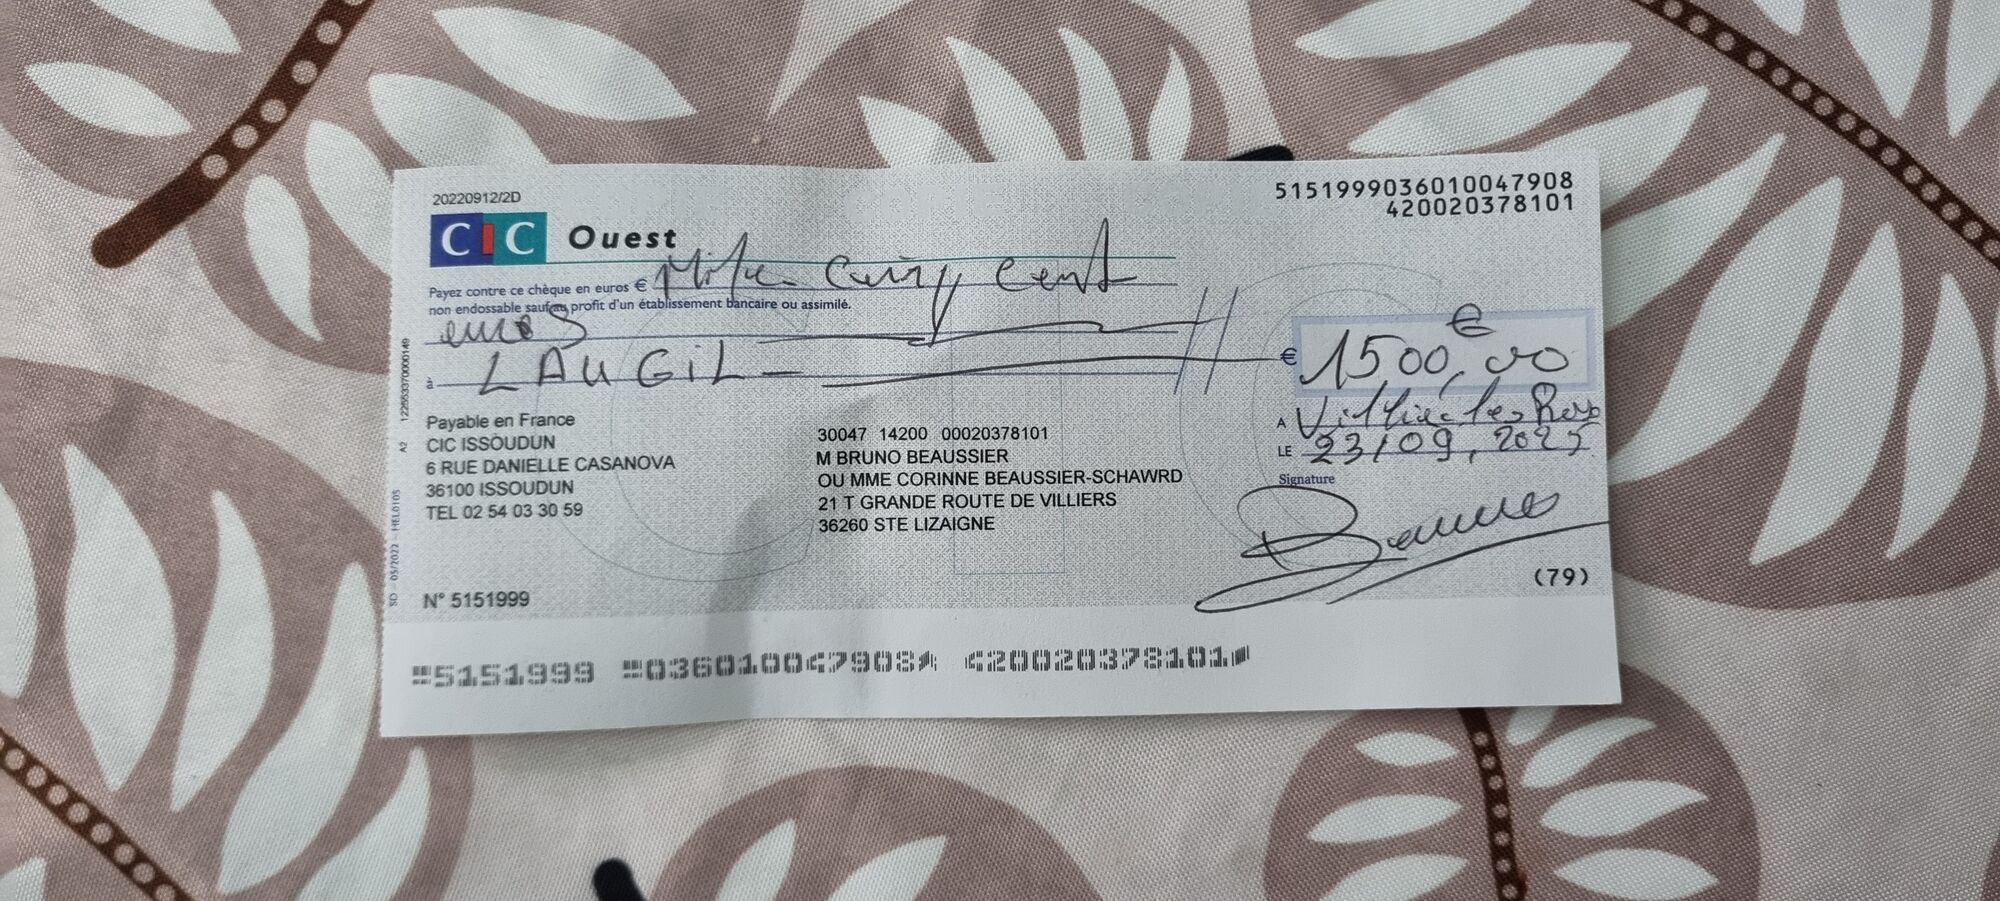 20220912/2D
5151999036010047908
420020378101
CIC Ouest
Payez contre ce chèque en euros € Mille cinq cent
non endossable sauf au profit d'un établissement bancaire ou assimilé.
euros
à LAUGIL
€ 1500,00 €
A Villiers les Roses
LE 23/09, 2025
Signature
Payable en France
CIC ISSOUDUN
6 RUE DANIELLE CASANOVA
36100 ISSOUDUN
TEL 02 54 03 30 59
30047 14200 00020378101
M BRUNO BEAUSSIER
OU MME CORINNE BEAUSSIER-SCHAWRD
21 T GRANDE ROUTE DE VILLIERS
36260 STE LIZAIGNE
(79)
N° 5151999
5151999 036010047908 420020378101